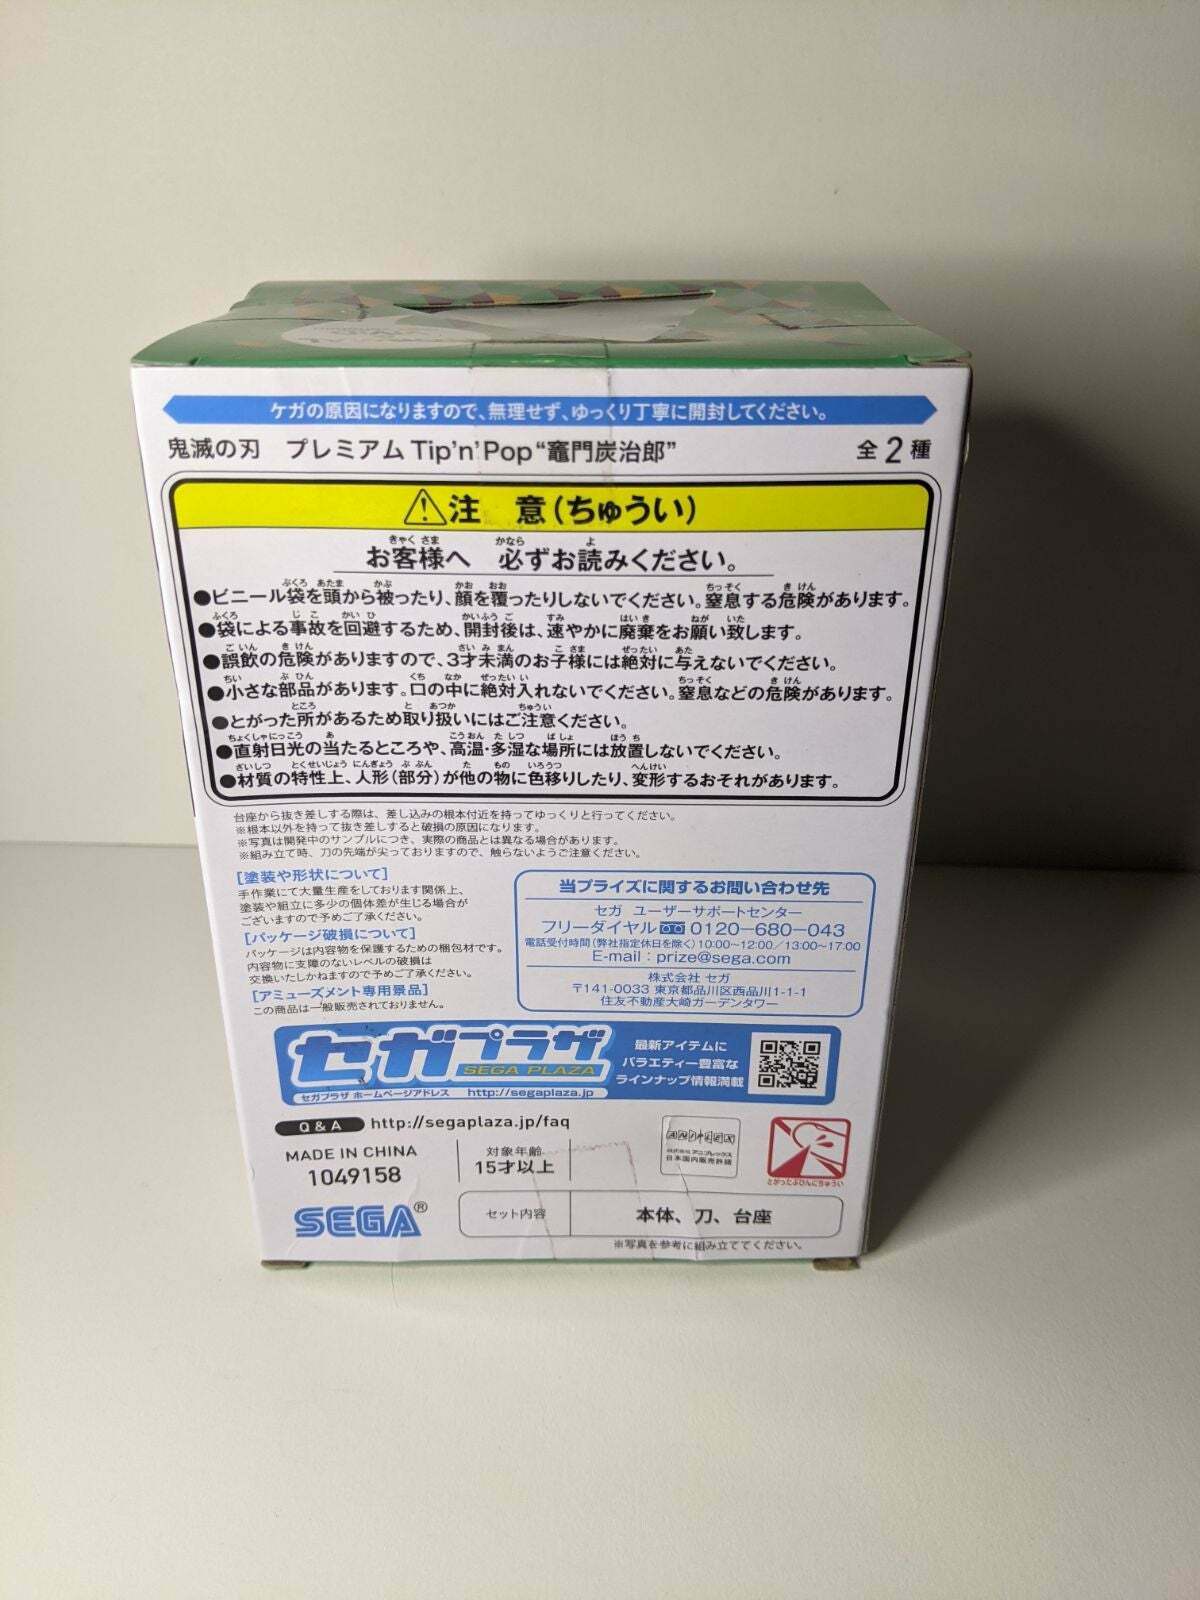 ケガの原因になりますので、無理せず、ゆっくり丁寧に開封してください。
鬼滅の刃 プレミアム Tip'n'Pop “竈門炭治郎” 全2種
注 意(ちゅうい)
お客様へ 必ずお読みください。
●ビニール袋を頭から被ったり、顔を覆ったりしないでください。窒息する危険があります。
●袋による事故を回避するため、開封後は、速やかに廃棄をお願い致します。
●誤飲の危険がありますので、3才未満のお子様には絶対に与えないでください。
●小さな部品があります。口の中に絶対入れないでください。窒息などの危険があります。
●とがった所があるため取り扱いにはご注意ください。
●直射日光の当たるところや、高温・多湿な場所には放置しないでください。
●材質の特性上、人形(部分)が他の物に色移りしたり、変形するおそれがあります。
台座から抜き差しする際は、差し込みの根本付近を持ってゆっくりと行ってください。
※根本以外を持って抜き差しすると破損の原因になります。
※写真は開発中のサンプルにつき、実際の商品とは異なる場合があります。
※組み立て時、刀の先端が尖っておりますので、触らないようご注意ください。
[塗装や形状について]
手作業にて大量生産をしております関係上、
塗装や組立に多少の個体差が生じる場合が
ございますので予めご了承ください。
[パッケージ破損について]
パッケージは内容物を保護するための梱包材です。
内容物に支障のないレベルの破損は
交換いたしかねますので予めご了承ください。
[アミューズメント専用景品]
この商品は一般販売されておりません。
当プライズに関するお問い合わせ先
セガ ユーザーサポートセンター
フリーダイヤル 0120-680-043
電話受付時間(弊社指定休日を除く)10:00~12:00/13:00~17:00
E-mail:prize@sega.com
株式会社 セガ
〒141-0033 東京都品川区西品川1-1-1
住友不動産大崎ガーデンタワー
セガプラザ
SEGA PLAZA
セガプラザ ホームページアドレス http://segaplaza.jp
最新アイテムに
バラエティー豊富な
ラインナップ情報満載
Q & A http://segaplaza.jp/faq
MADE IN CHINA
1049158
対象年齢
15才以上
ANIPLEX
株式会社 アニプレックス
日本国内販売許諾
とがったぶひんにちゅうい
SEGA®
セット内容 本体、刀、台座
※写真を参考に組み立ててください。